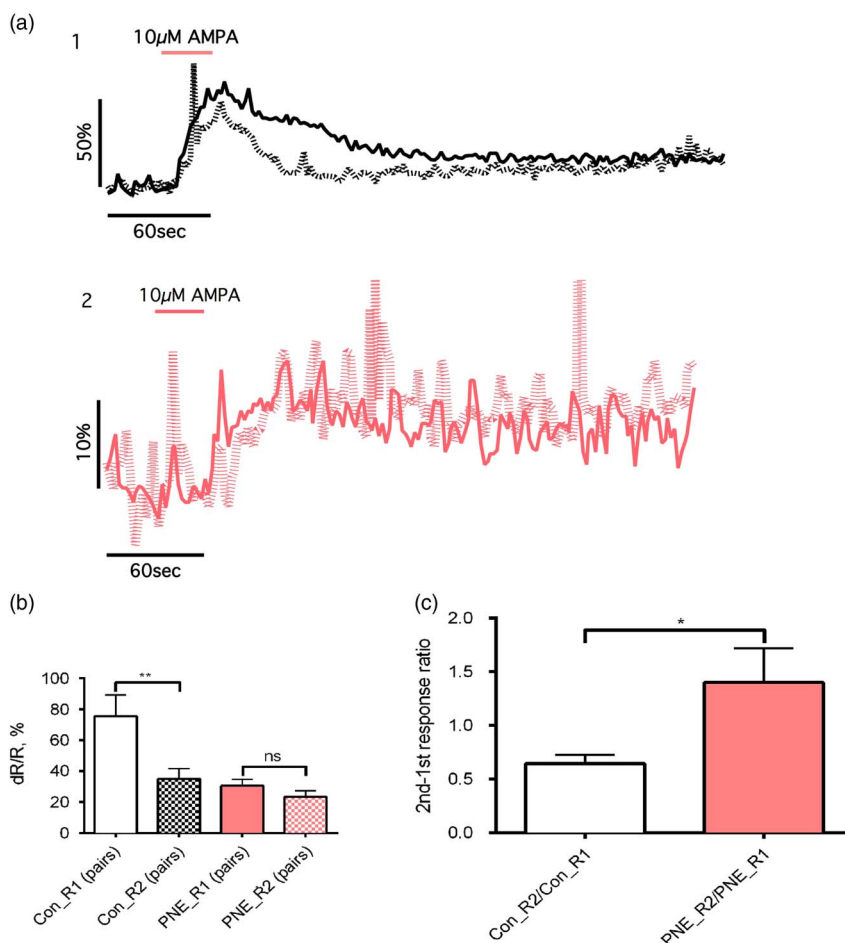 (a)
1
10µM AMPA
50%
60sec
2
10µM AMPA
10%
60sec
(b)
dR/R, %
100
80
60
40
20
0
**
ns
Con_R1 (pairs)
Con_R2 (pairs)
PNE_R1 (pairs)
PNE_R2 (pairs)
(c)
2nd-1st response ratio
2.0
1.5
1.0
0.5
0.0
*
Con_R2/Con_R1
PNE_R2/PNE_R1